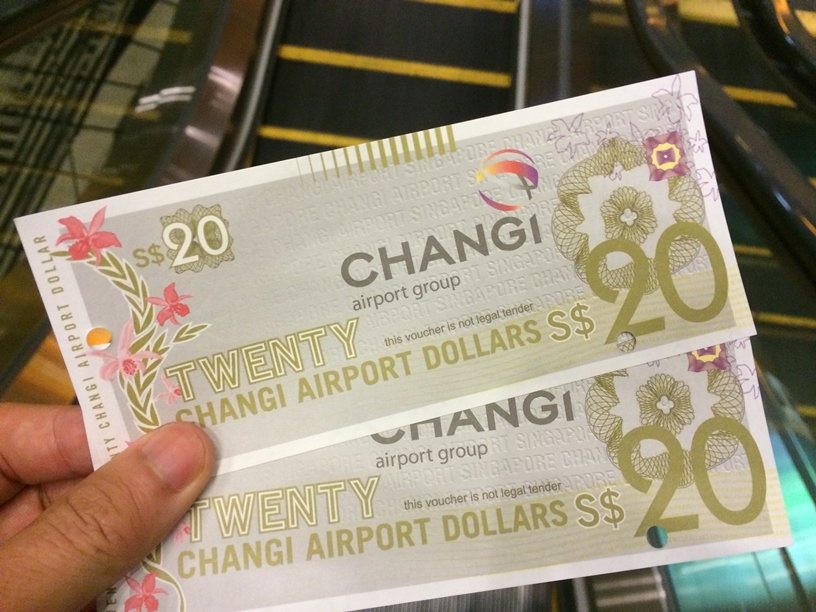 TWENTY CHANGI AIRPORT DOLLAR
S$20
CHANGI
airport group
TWENTY
this voucher is not legal tender
CHANGI AIRPORT DOLLARS
S$20
CHANGI
airport group
TWENTY
this voucher is not legal tender
CHANGI AIRPORT DOLLARS
S$20